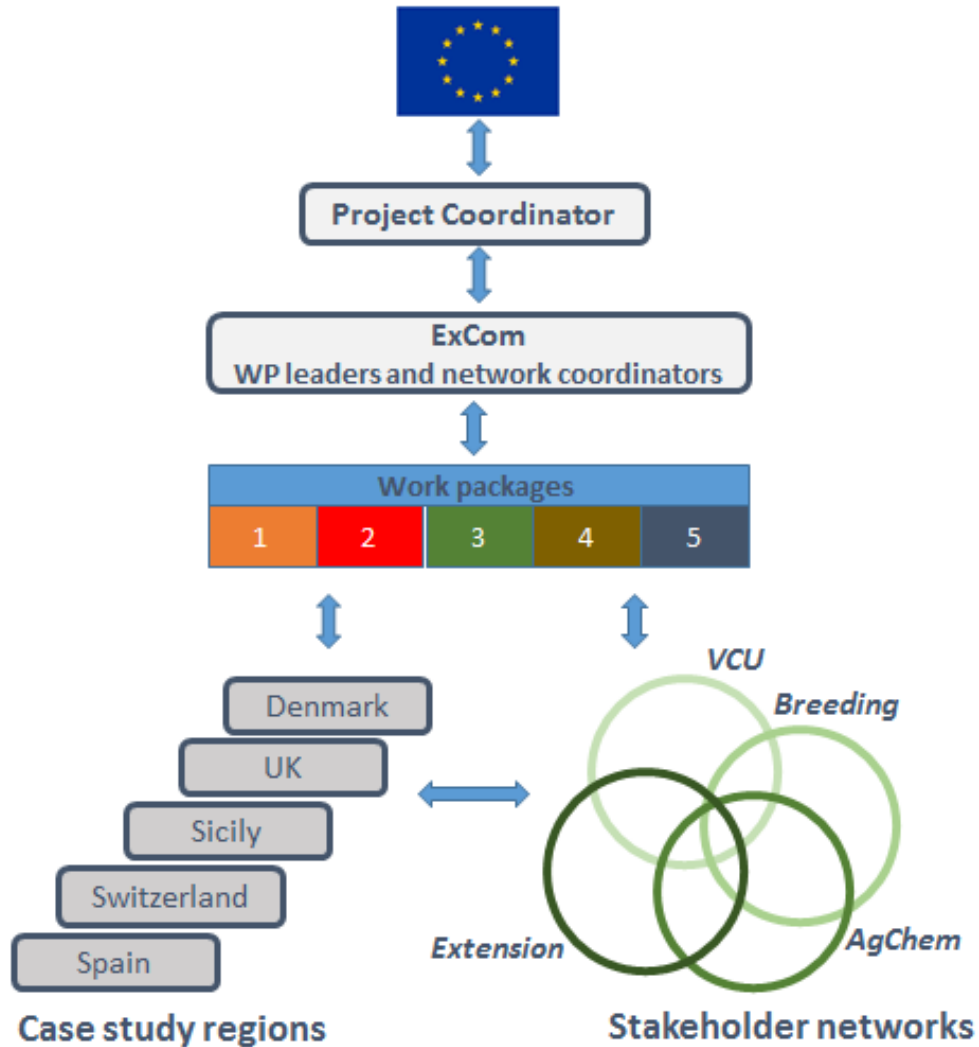 Project Coordinator
ExCom
WP leaders and network coordinators
Work packages
1 2 3 4 5
Denmark
UK
Sicily
Switzerland
Spain
Case study regions
VCU
Breeding
Extension
AgChem
Stakeholder networks